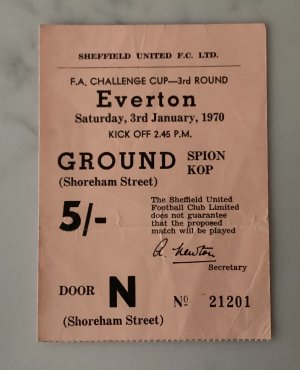 SHEFFIELD UNITED F.C. LTD.
F.A. CHALLENGE CUP—3rd ROUND
Everton
Saturday, 3rd January, 1970
KICK OFF 2.45 P.M.
GROUND SPION KOP
(Shoreham Street)
5/-
The Sheffield United
Football Club Limited
does not guarantee
that the proposed
match will be played
A. Newton
Secretary
DOOR N Nº 21201
(Shoreham Street)